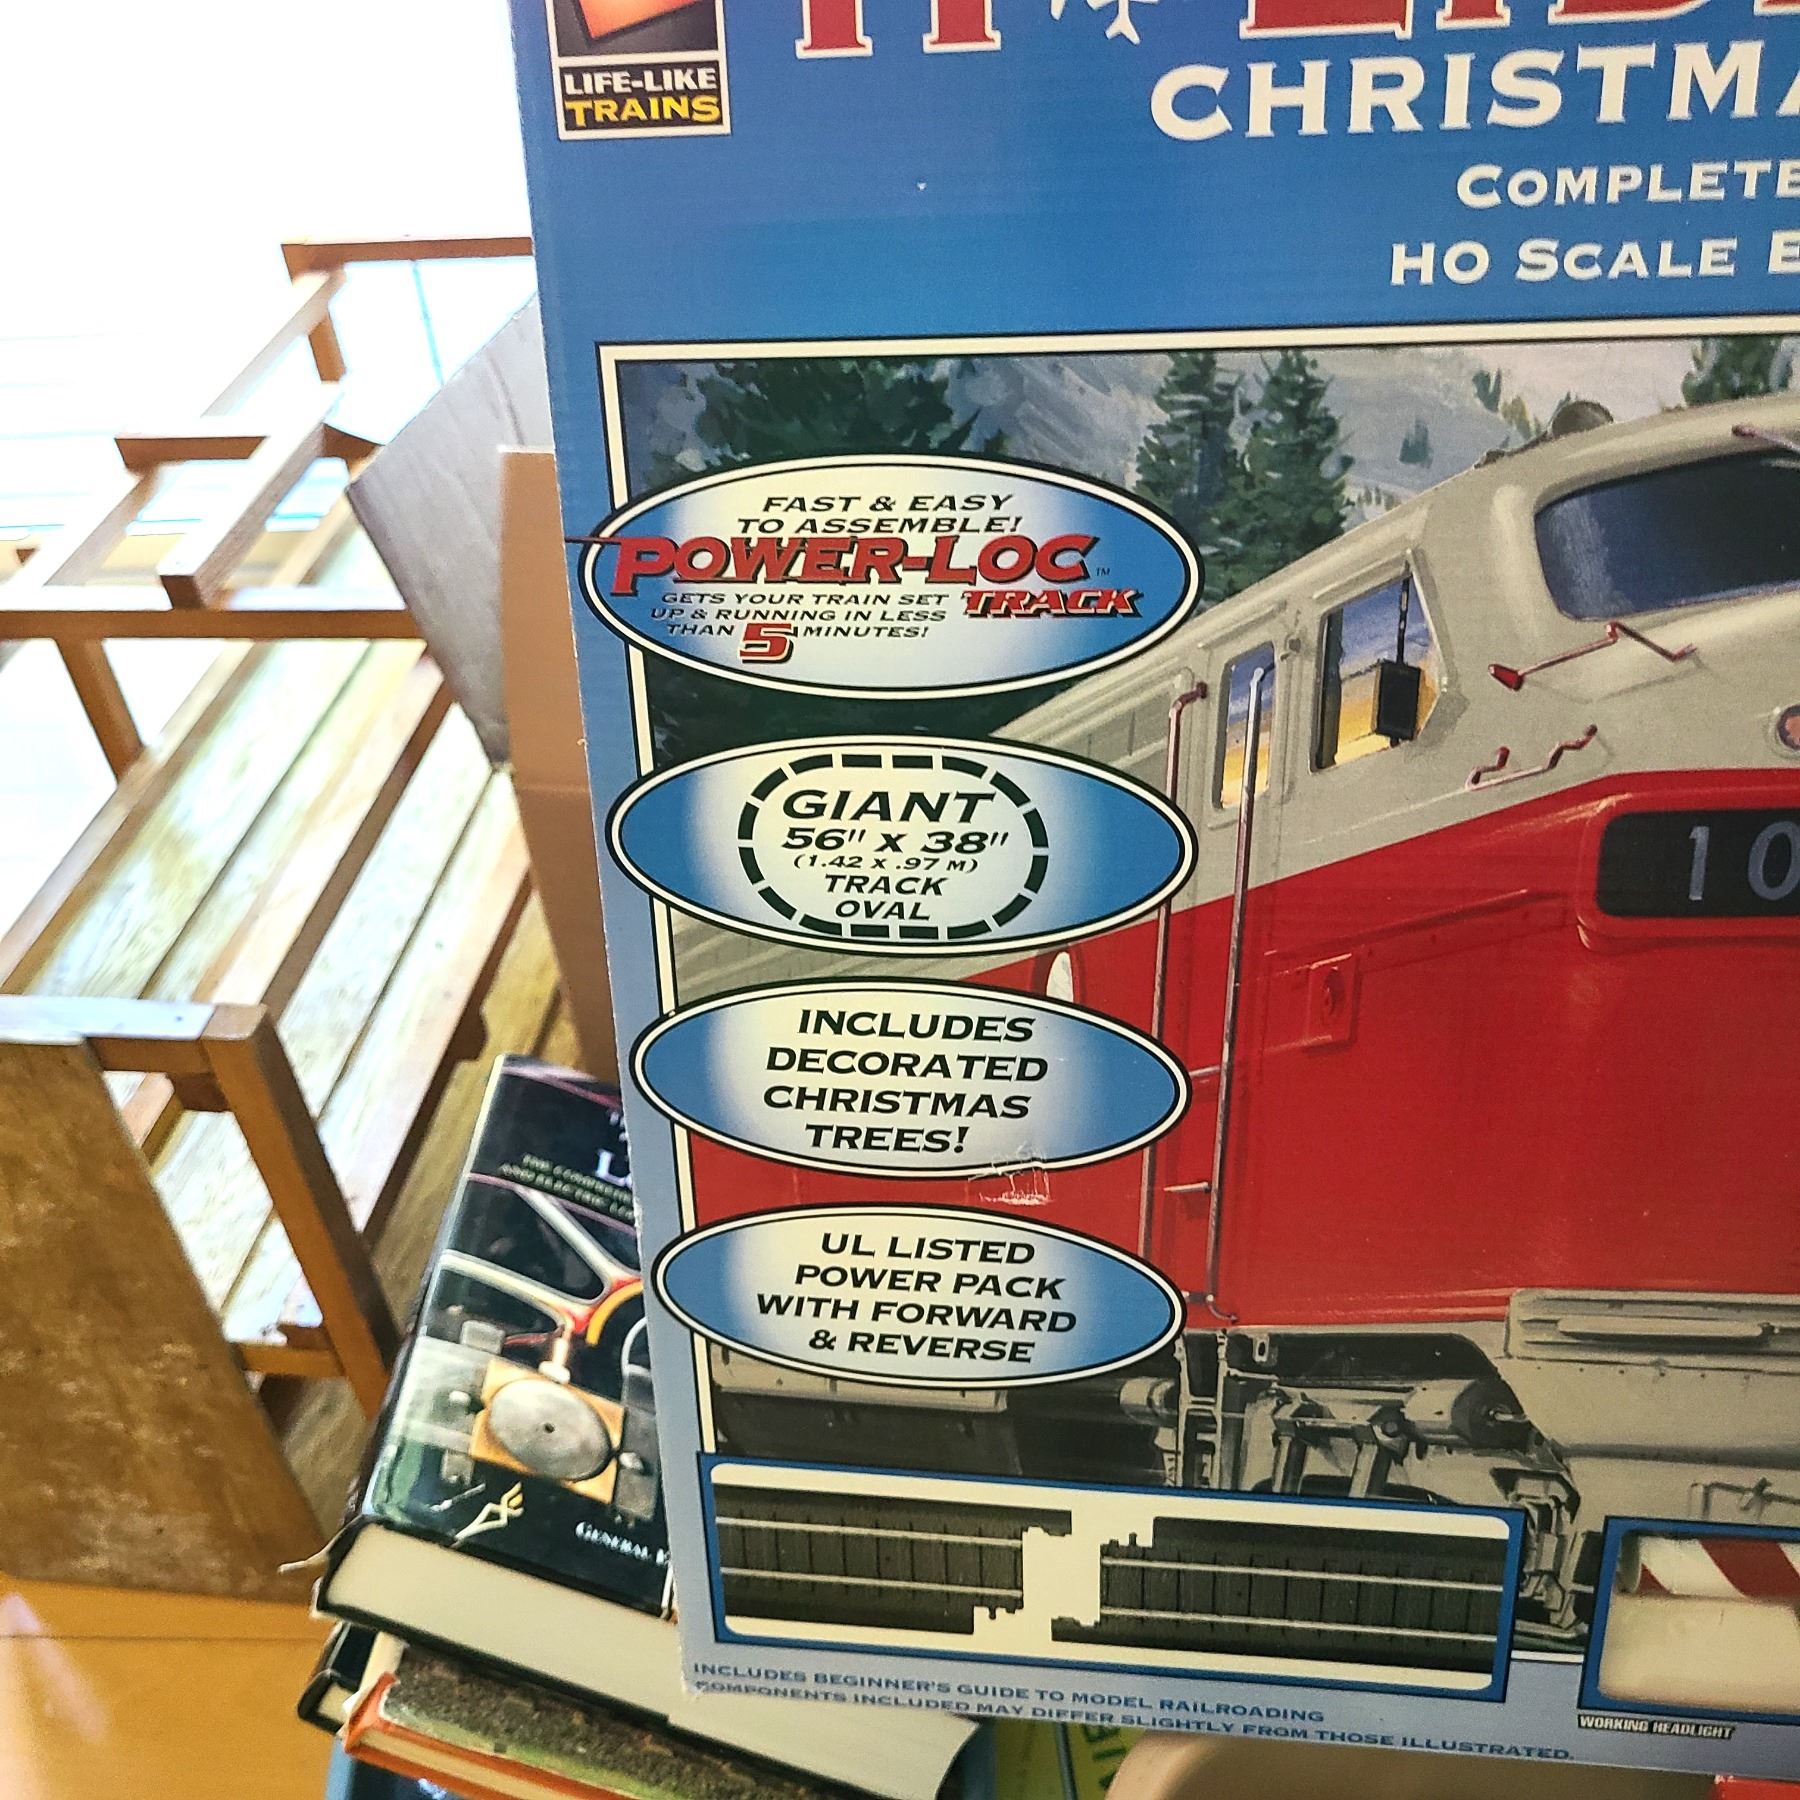 LIFE-LIKE
TRAINS
CHRISTMA
COMPLETE
HO SCALE E
FAST & EASY
TO ASSEMBLE!
POWER-LOC™
TRACK
GETS YOUR TRAIN SET
UP & RUNNING IN LESS
THAN 5 MINUTES!
GIANT
56" X 38"
(1.42 X .97 M)
TRACK
OVAL
10
INCLUDES
DECORATED
CHRISTMAS
TREES!
UL LISTED
POWER PACK
WITH FORWARD
& REVERSE
GENERAL
WORKING HEADLIGHT
INCLUDES BEGINNER'S GUIDE TO MODEL RAILROADING
COMPONENTS INCLUDED MAY DIFFER SLIGHTLY FROM THOSE ILLUSTRATED.